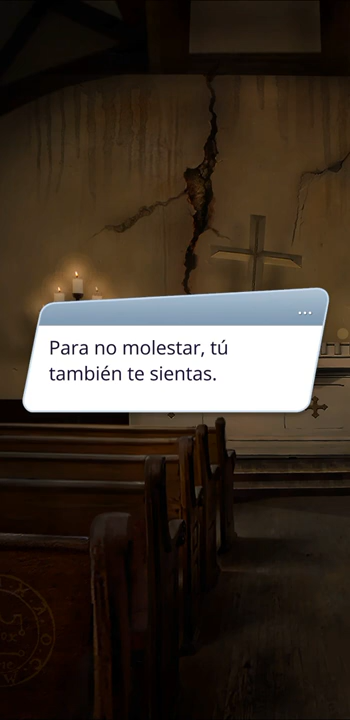 ...
Para no molestar, tú
también te sientas.